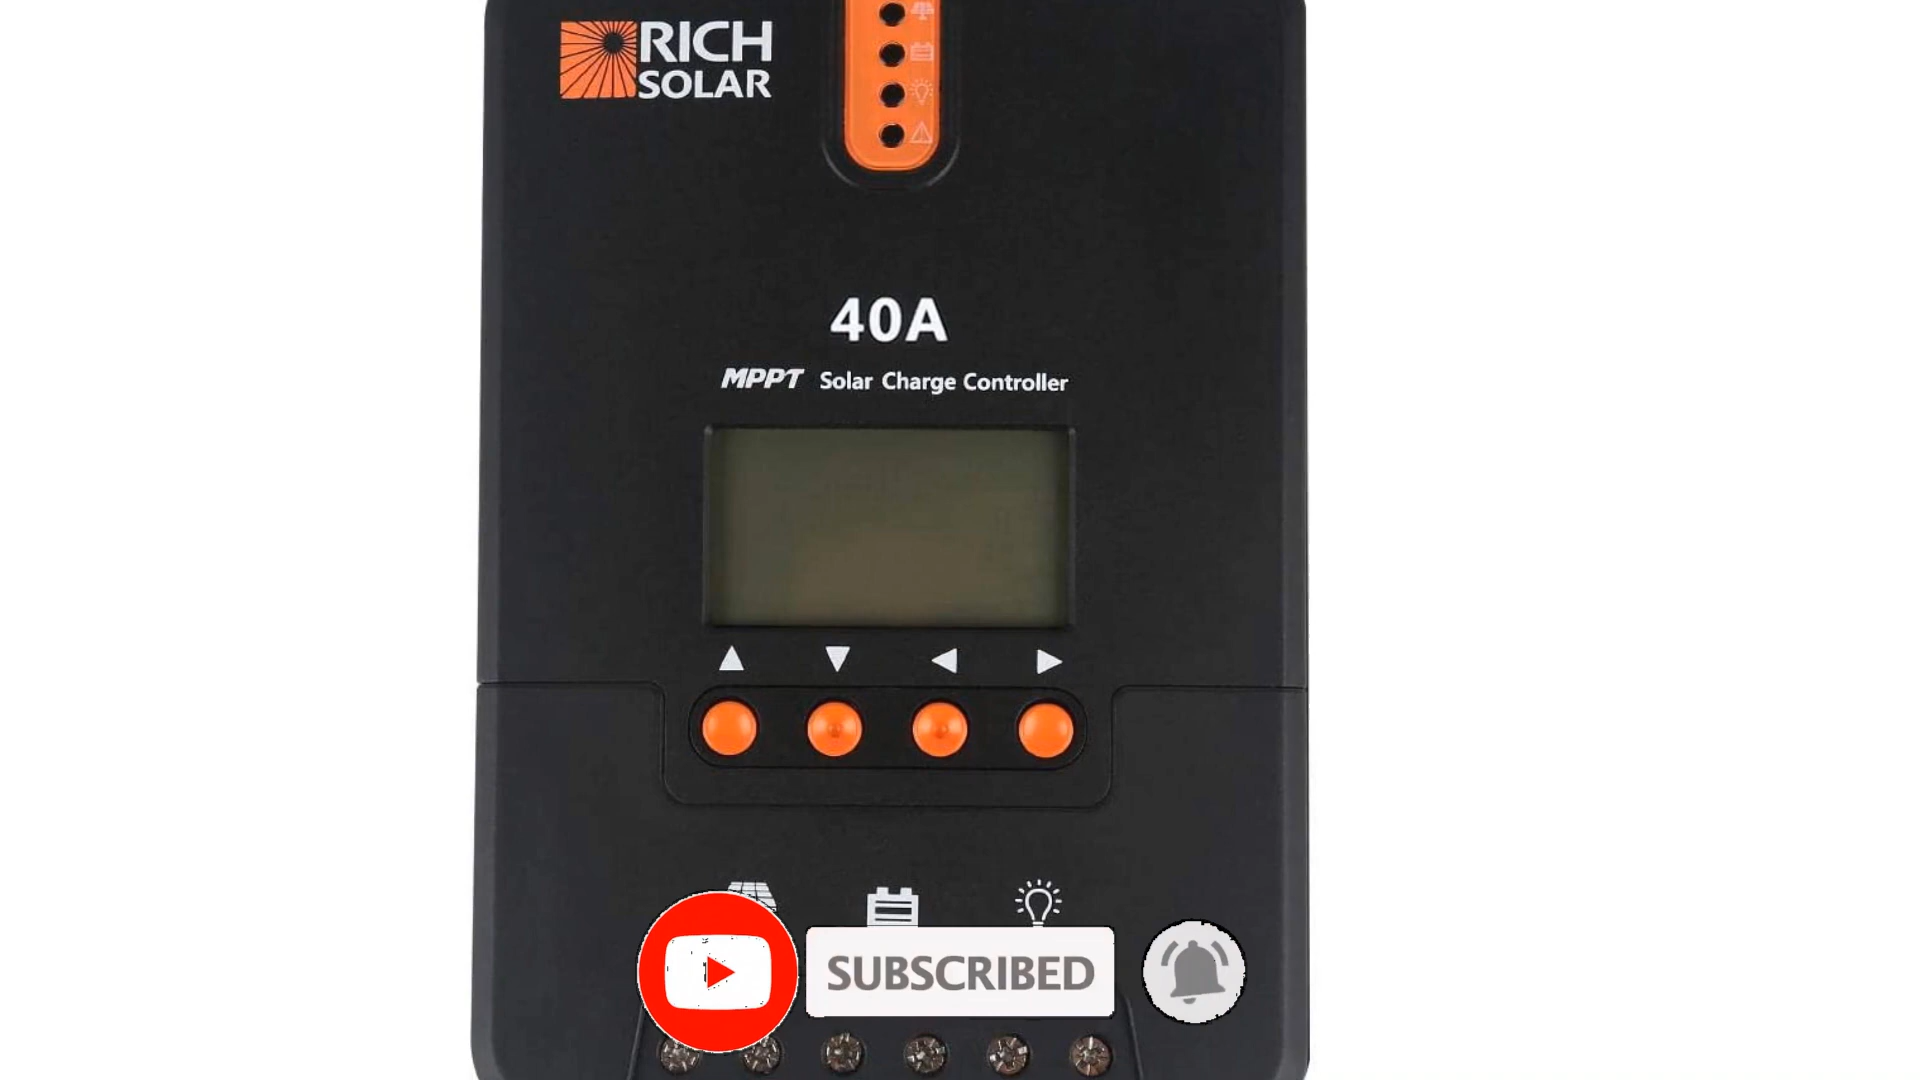 RICH
SOLAR
40A
MPPT Solar Charge Controller
SUBSCRIBED